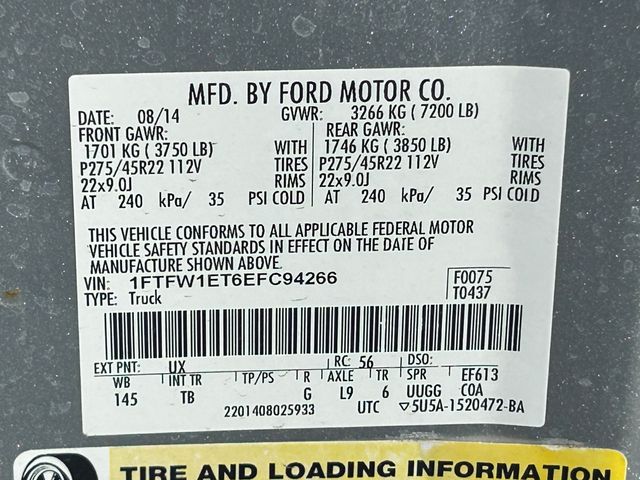 MFD. BY FORD MOTOR CO.
DATE: 08/14 GVWR: 3266 KG ( 7200 LB)
FRONT GAWR: REAR GAWR:
1701 KG ( 3750 LB) WITH 1746 KG ( 3850 LB) WITH
P275/45R22 112V TIRES P275/45R22 112V TIRES
22x9.0J RIMS 22x9.0J RIMS
AT 240 kPa/ 35 PSI COLD AT 240 kPa/ 35 PSI COLD
THIS VEHICLE CONFORMS TO ALL APPLICABLE FEDERAL MOTOR
VEHICLE SAFETY STANDARDS IN EFFECT ON THE DATE OF
MANUFACTURE SHOWN ABOVE.
VIN: 1FTFW1ET6EFC94266 F0075
TYPE: Truck T0437
EXT PNT: UX RC: 56 DSO:
WB INT TR TP/PS R AXLE TR SPR EF613
145 TB G L9 6 UUGG COA
2201408025933 UTC ▽5U5A-1520472-BA
TIRE AND LOADING INFORMATION